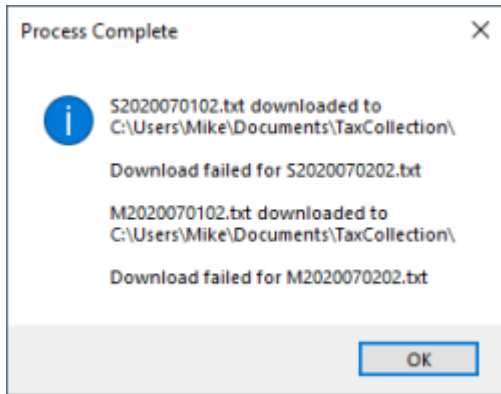 Process Complete
S2020070102.txt downloaded to
C:\Users\Mike\Documents\TaxCollection\
Download failed for S2020070202.txt
M2020070102.txt downloaded to
C:\Users\Mike\Documents\TaxCollection\
Download failed for M2020070202.txt
OK